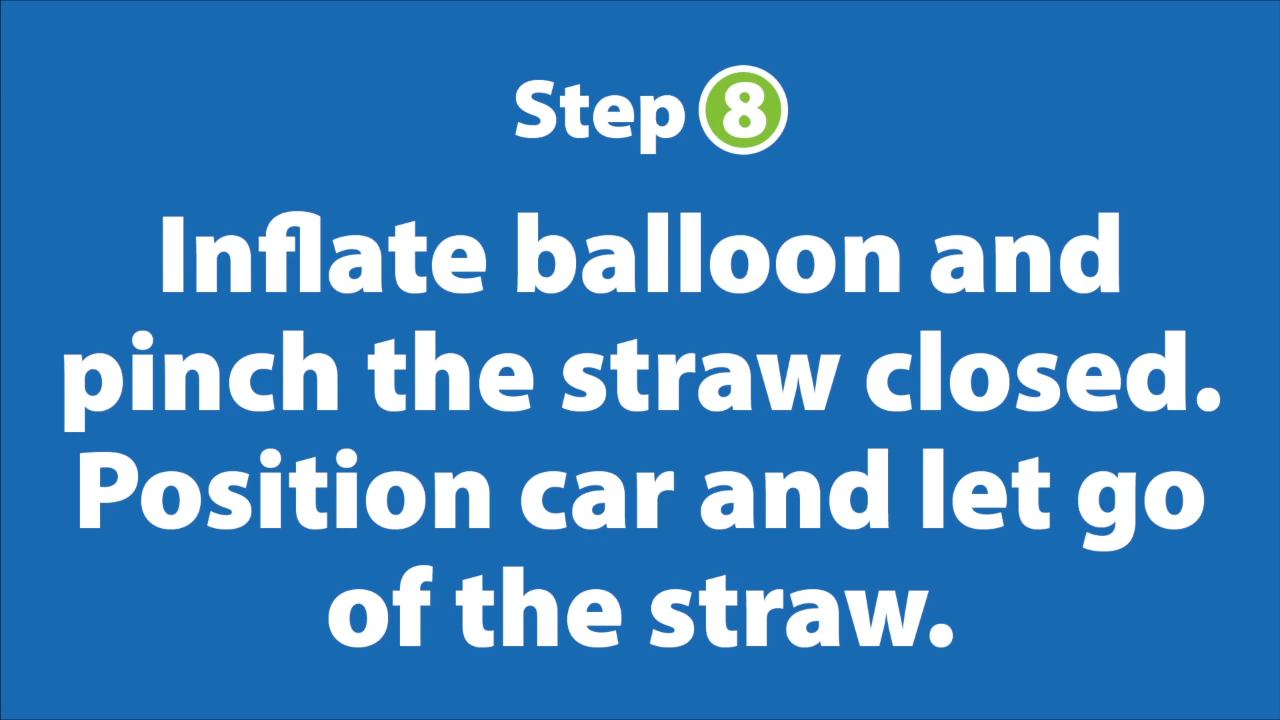 Step 8
Inflate balloon and
pinch the straw closed.
Position car and let go
of the straw.